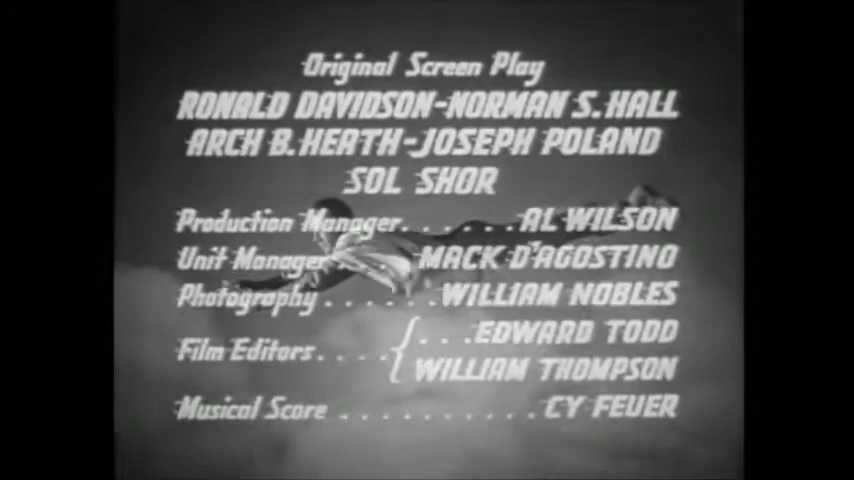 Original Screen Play
RONALD DAVIDSON-NORMAN S. HALL
ARCH B. HEATH-JOSEPH POLAND
SOL SHOR
Production Manager......AL WILSON
Unit Manager....MACK D'AGOSTINO
Photography......WILLIAM NOBLES
Film Editors....{...EDWARD TODD
WILLIAM THOMPSON
Musical Score..........CY FEUER